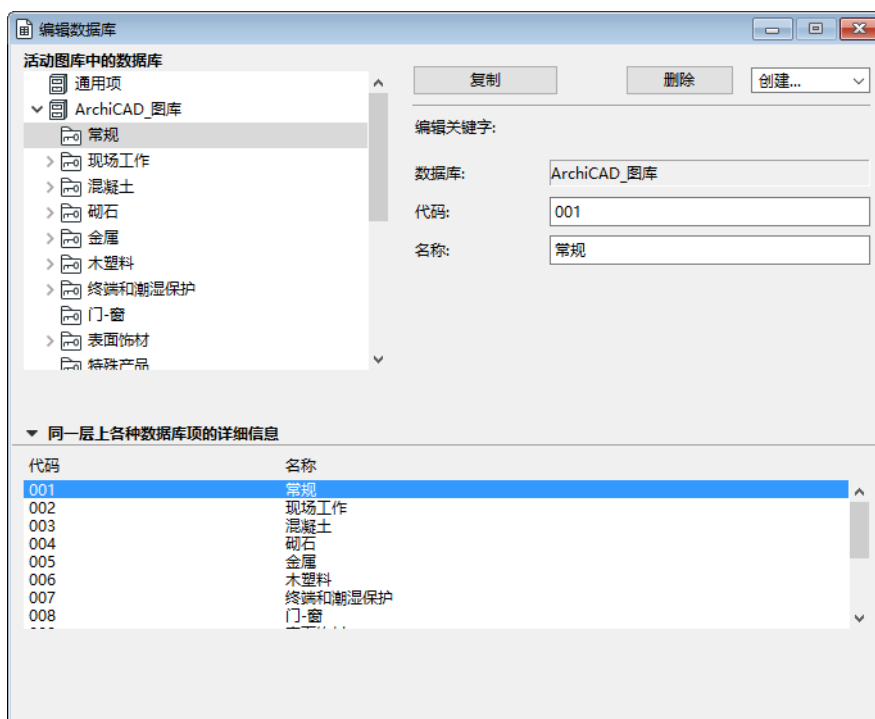 编辑数据库
活动图库中的数据库
通用项
ArchiCAD_图库
常规
现场工作
混凝土
砌石
金属
木塑料
终端和潮湿保护
门-窗
表面饰材
特殊产品
复制 删除 创建...
编辑关键字:
数据库: ArchiCAD_图库
代码: 001
名称: 常规
同一层上各种数据库项的详细信息
代码 名称
001 常规
002 现场工作
003 混凝土
004 砌石
005 金属
006 木塑料
007 终端和潮湿保护
008 门-窗